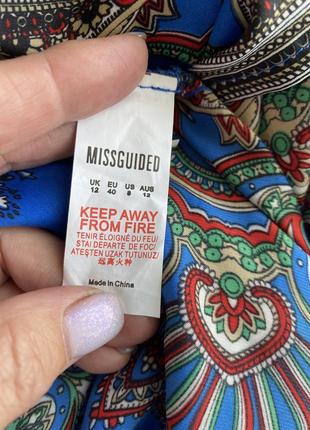 MISSGUIDED
UK EU US AUS
12 40 8 12
KEEP AWAY
FROM FIRE
TENIR ÉLOIGNÉ DU FEU/
STAI DEPARTE DE FOC/
ATEŞTEN UZAK TUTUNUZ/
远离火种
Made in China